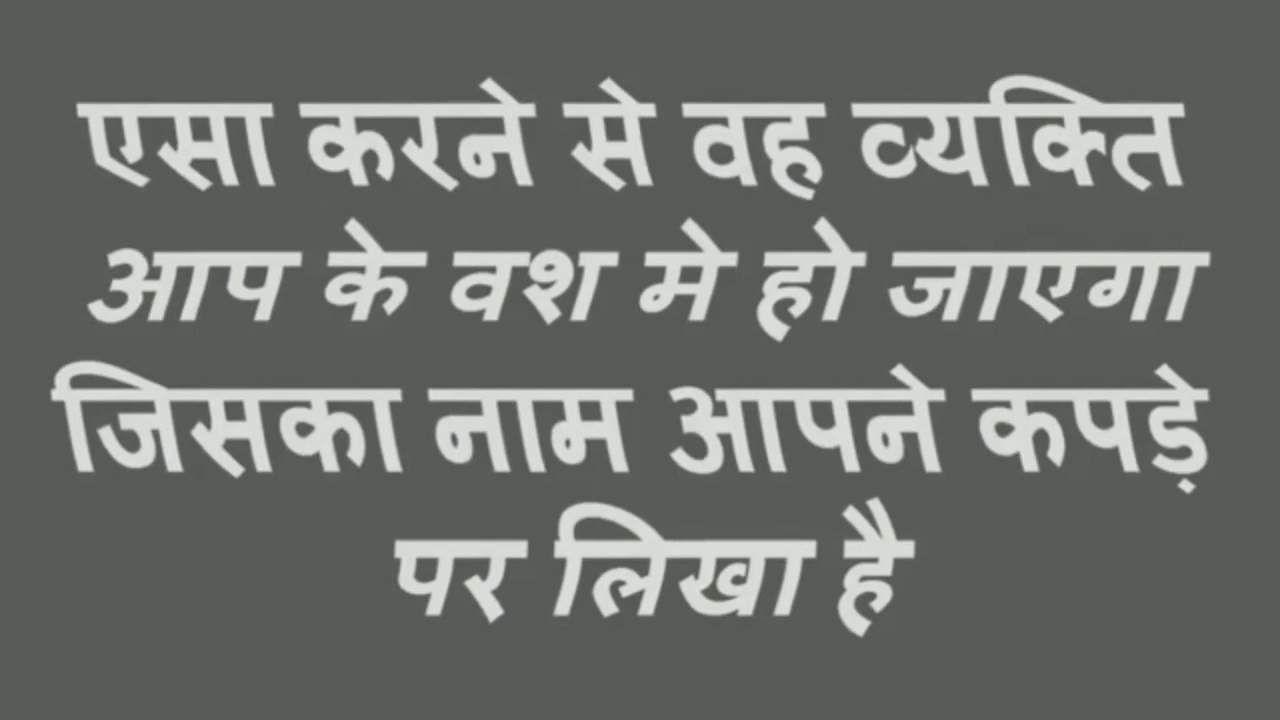 एसा करने से वह व्यक्ति
आप के वश मे हो जाएगा
जिसका नाम आपने कपड़े
पर लिखा है